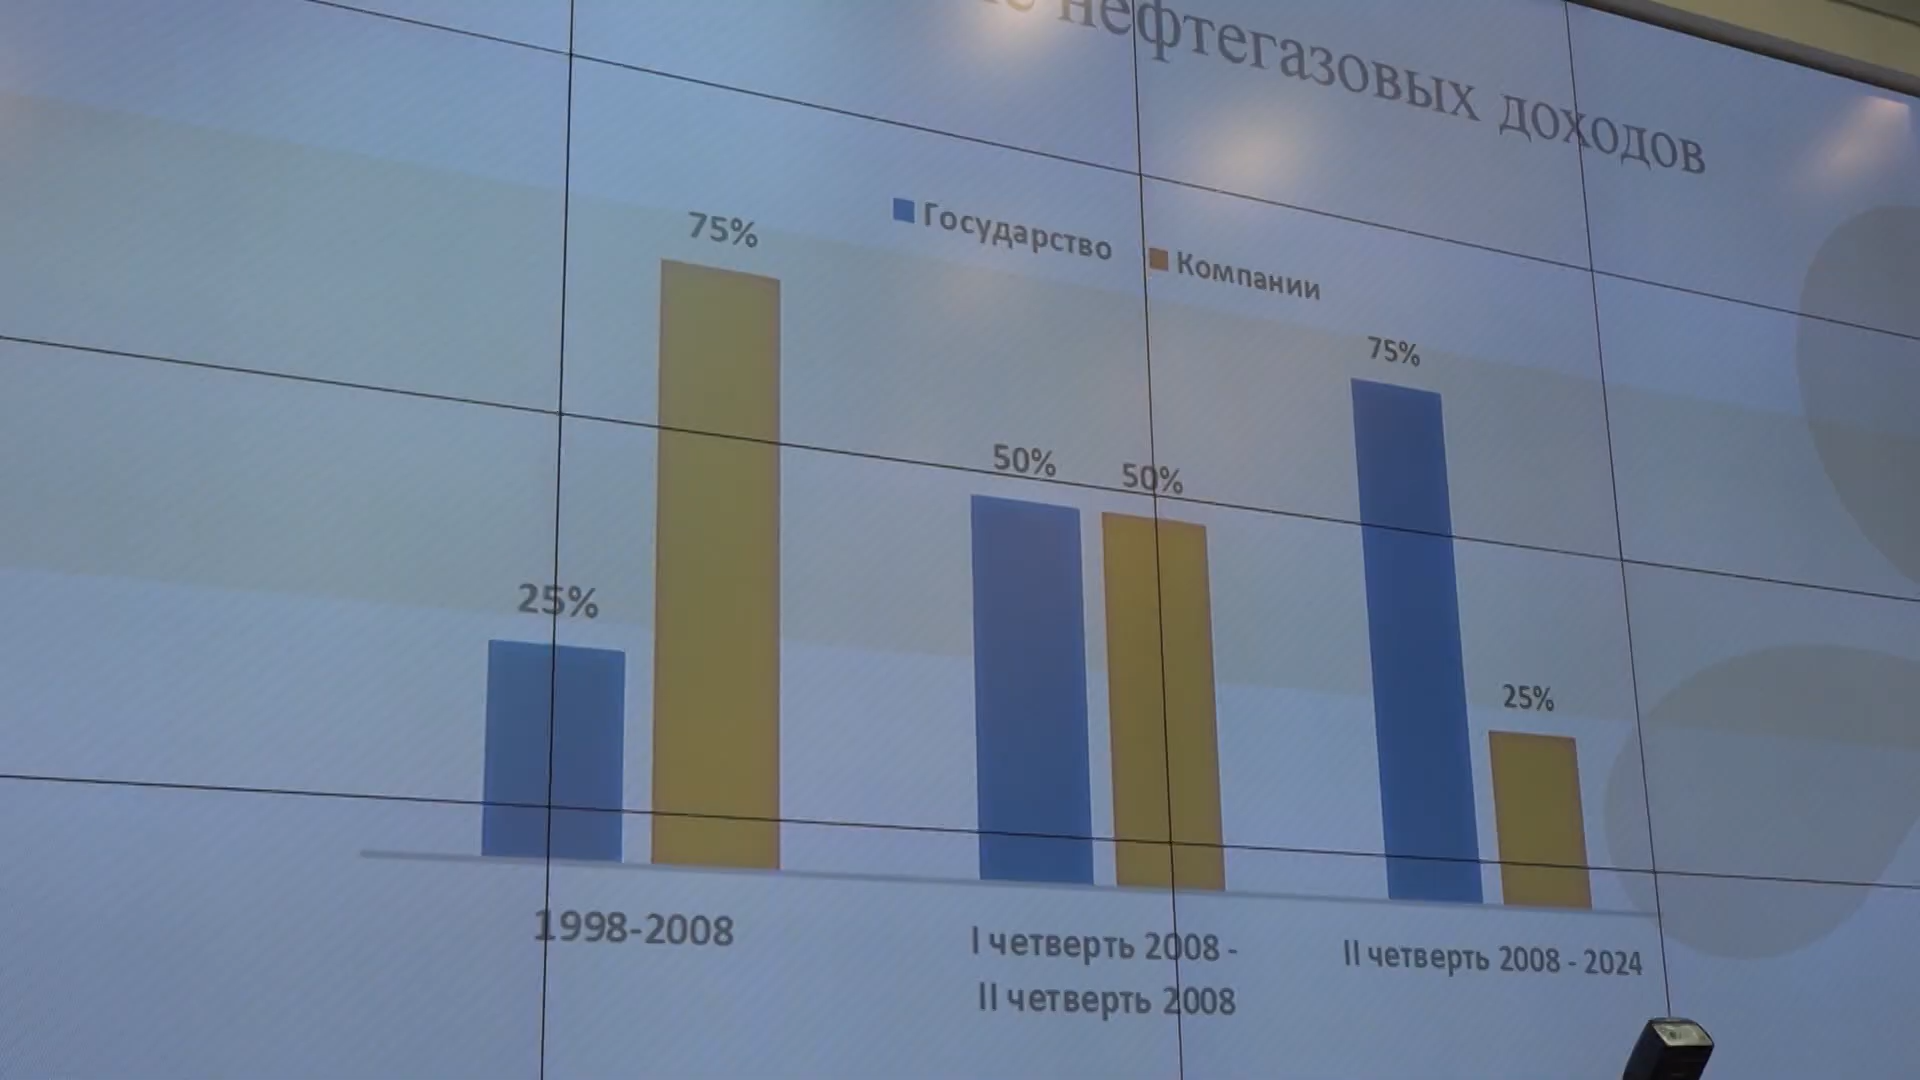 нефтегазовых доходов
Государство
Компании
75%
75%
50%
50%
25%
25%
1998-2008
I четверть 2008 -
II четверть 2008
II четверть 2008 - 2024